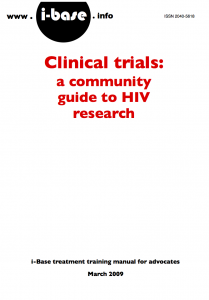 www. i-base .info
ISSN 2040-5618
Clinical trials:
a community
guide to HIV
research
i–Base treatment training manual for advocates
March 2009